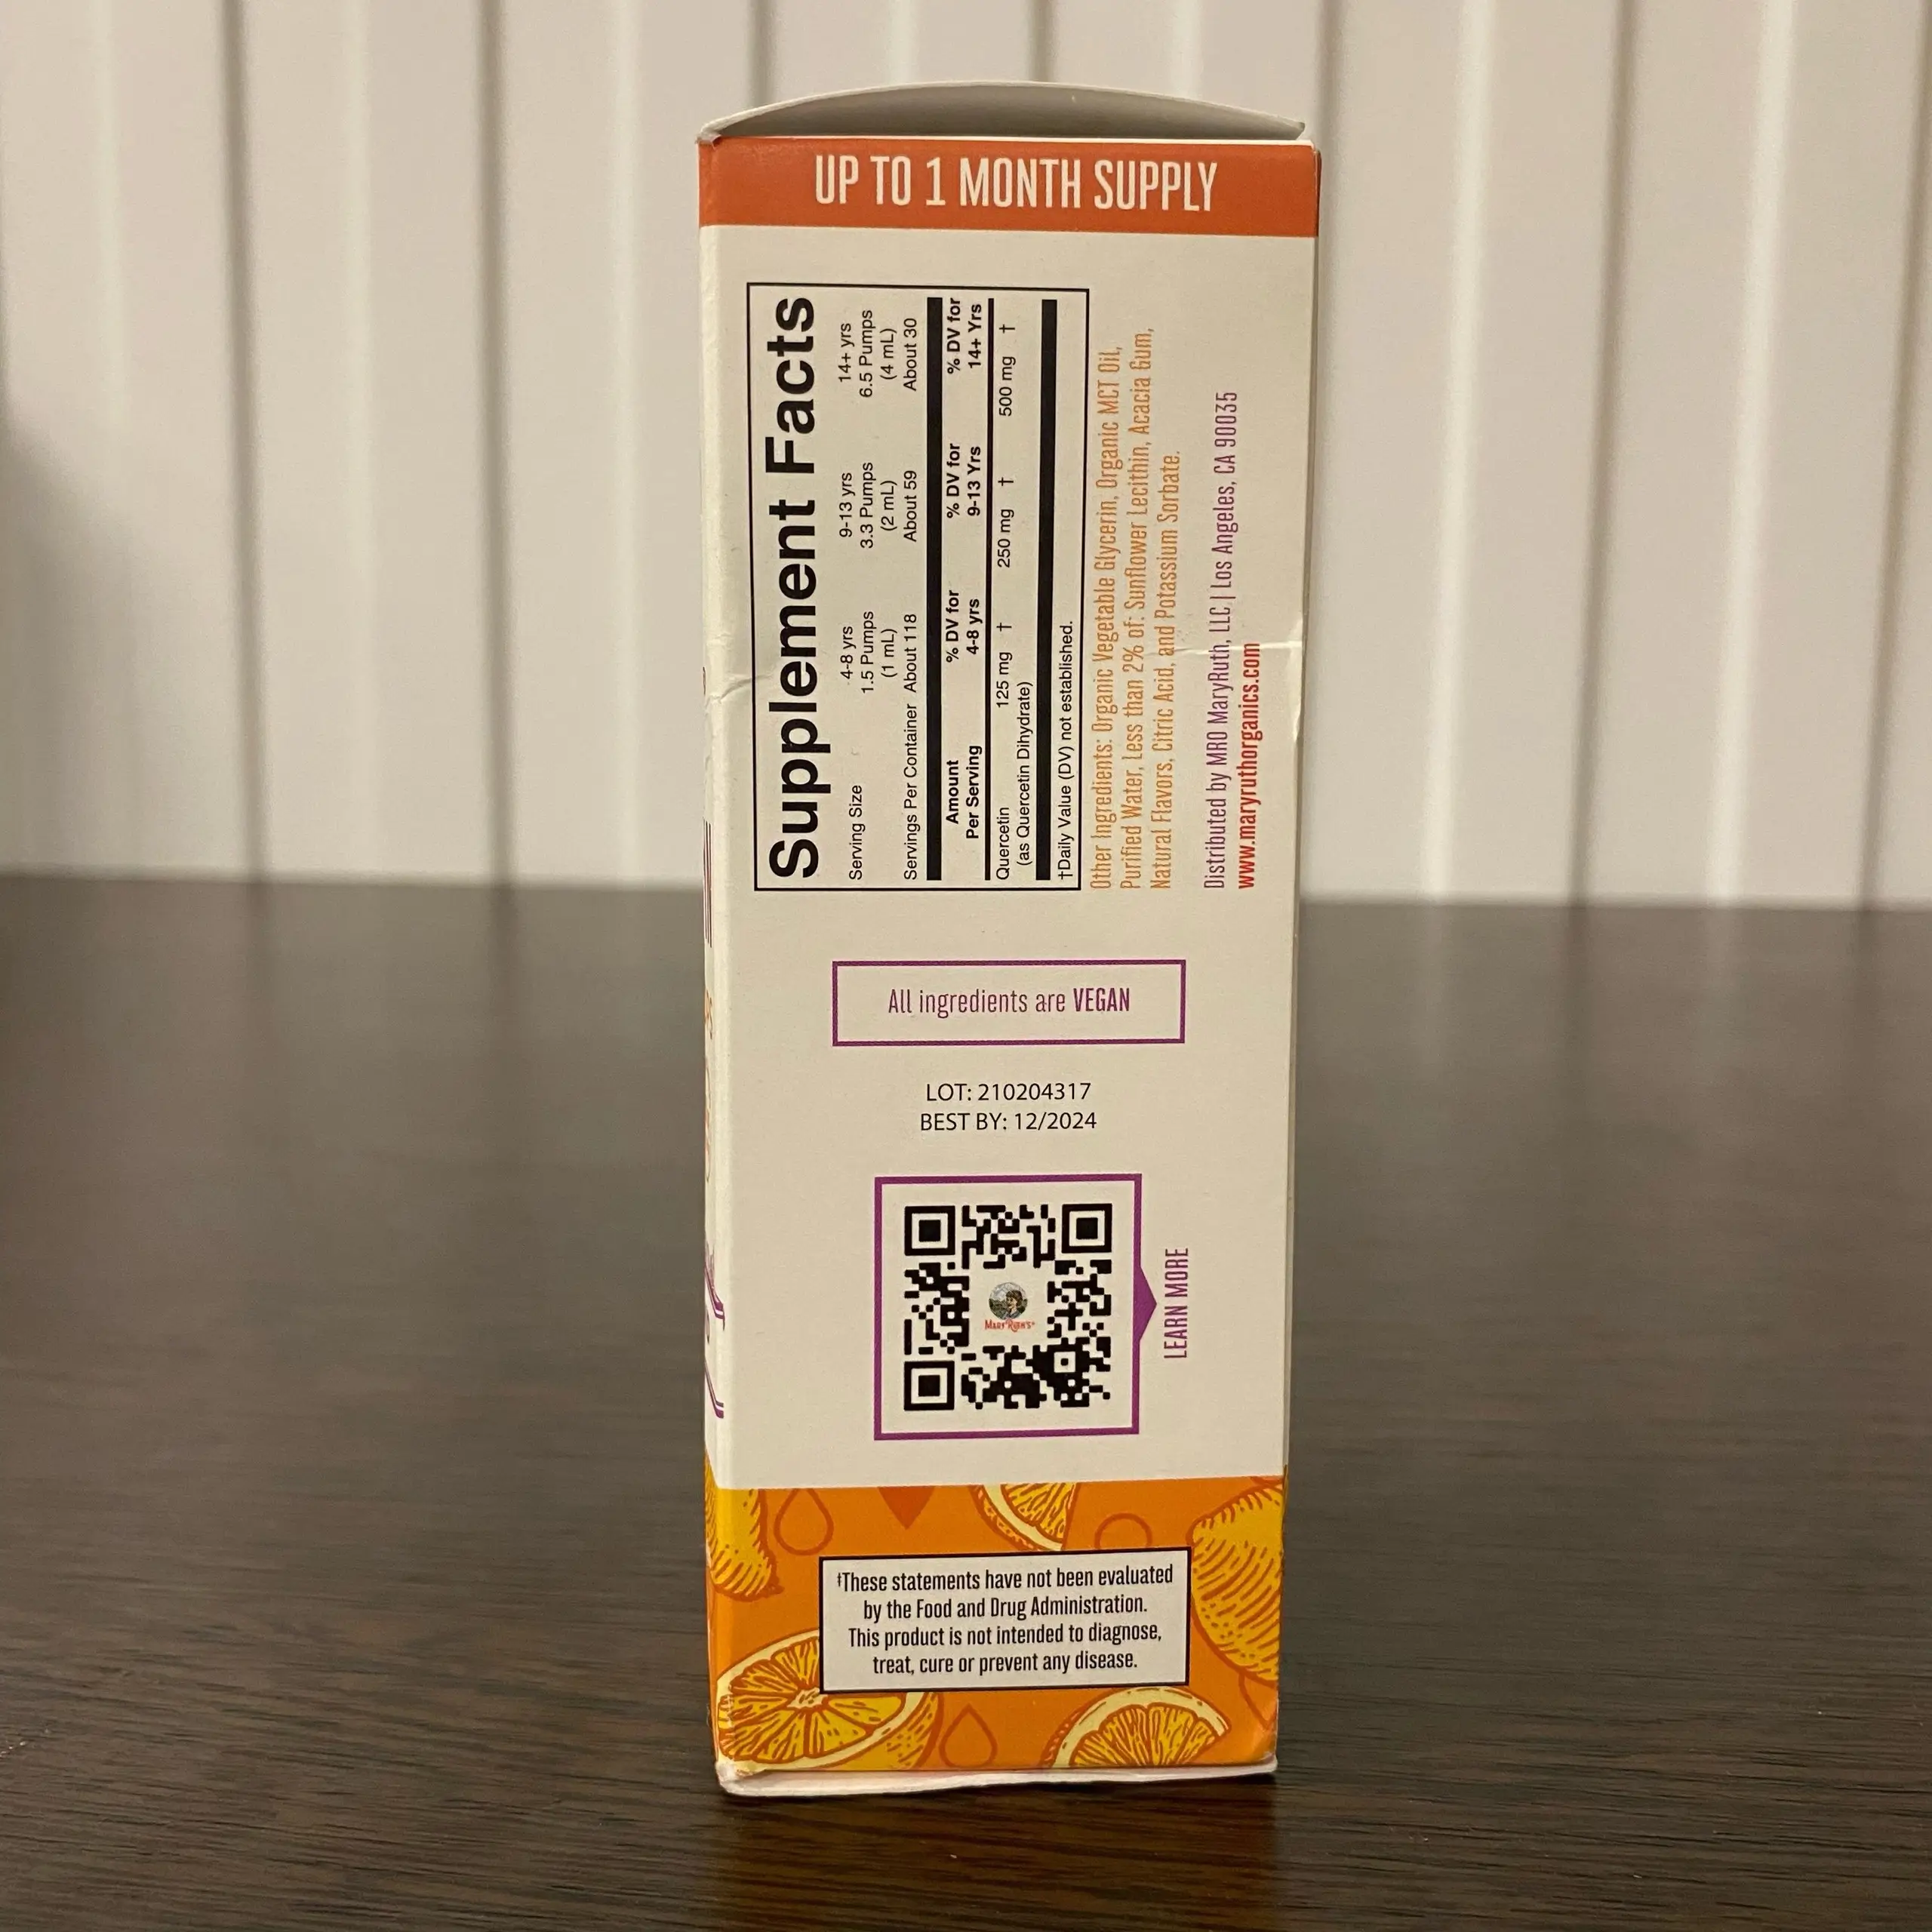 UP TO 1 MONTH SUPPLY
Supplement Facts
4-8 yrs 9-13 yrs 14+ yrs
Serving Size 1.5 Pumps 3.3 Pumps 6.5 Pumps
(1 mL) (2 mL) (4 mL)
Servings Per Container About 118 About 59 About 30
Amount % DV for % DV for % DV for
Per Serving 4-8 yrs 9-13 Yrs 14+ Yrs
Quercetin 125 mg † 250 mg † 500 mg †
(as Quercetin Dihydrate)
†Daily Value (DV) not established.
Other Ingredients: Organic Vegetable Glycerin, Organic MCT Oil,
Purified Water, Less than 2% of: Sunflower Lecithin, Acacia Gum,
Natural Flavors, Citric Acid, and Potassium Sorbate.
Distributed by MRO MaryRuth, LLC | Los Angeles, CA 90035
www.maryruthorganics.com
All ingredients are VEGAN
LOT: 210204317
BEST BY: 12/2024
MARYRUTH'S
LEARN MORE
‡These statements have not been evaluated
by the Food and Drug Administration.
This product is not intended to diagnose,
treat, cure or prevent any disease.